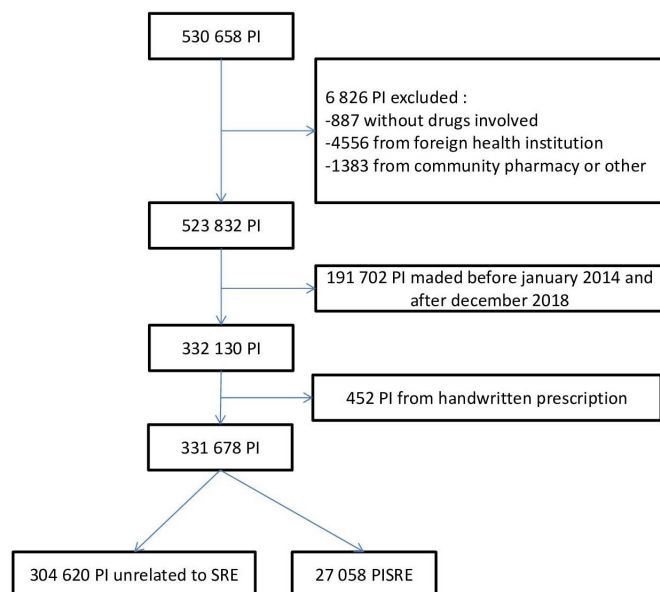 530 658 PI
6 826 PI excluded :
-887 without drugs involved
-4556 from foreign health institution
-1383 from community pharmacy or other
523 832 PI
191 702 PI maded before january 2014 and
after december 2018
332 130 PI
452 PI from handwritten prescription
331 678 PI
304 620 PI unrelated to SRE
27 058 PISRE